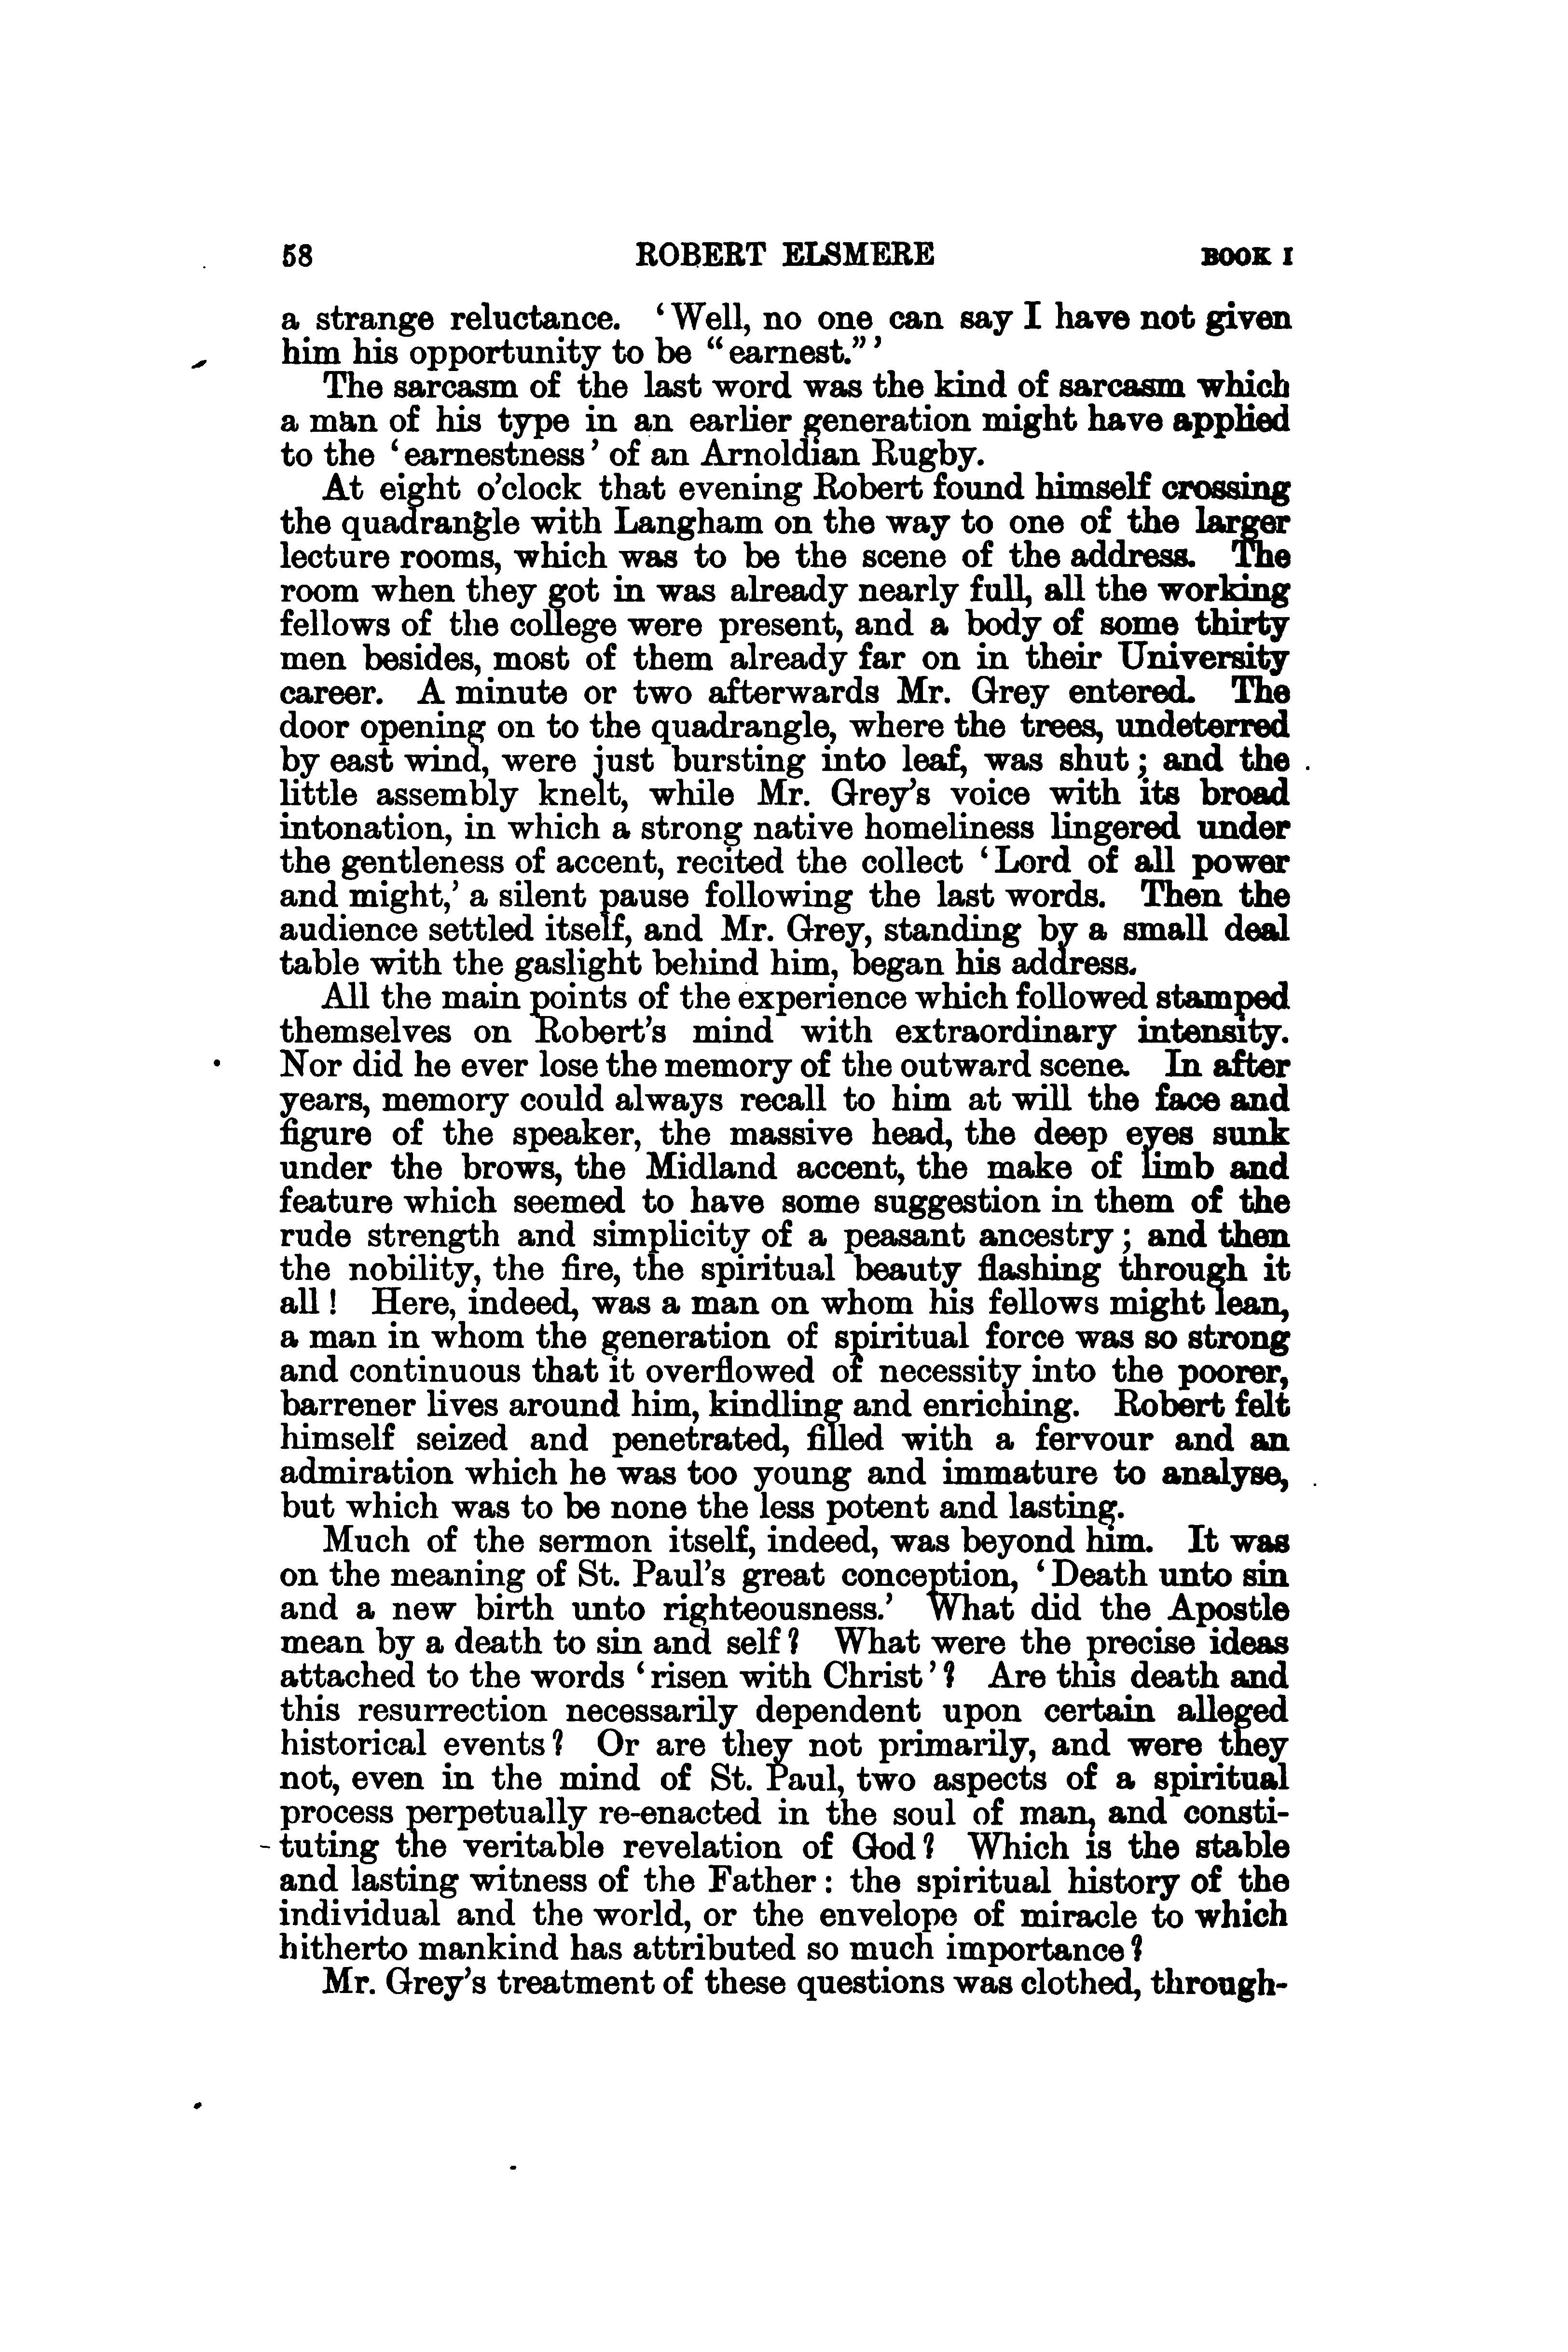 58 ROBERT ELSMERE BOOK I
a strange reluctance. ‘Well, no one can say I have not given
him his opportunity to be “earnest.”’
The sarcasm of the last word was the kind of sarcasm which
a man of his type in an earlier generation might have applied
to the ‘earnestness’ of an Arnoldian Rugby.
At eight o’clock that evening Robert found himself crossing
the quadrangle with Langham on the way to one of the larger
lecture rooms, which was to be the scene of the address. The
room when they got in was already nearly full, all the working
fellows of the college were present, and a body of some thirty
men besides, most of them already far on in their University
career. A minute or two afterwards Mr. Grey entered. The
door opening on to the quadrangle, where the trees, undeterred
by east wind, were just bursting into leaf, was shut; and the
little assembly knelt, while Mr. Grey’s voice with its broad
intonation, in which a strong native homeliness lingered under
the gentleness of accent, recited the collect ‘Lord of all power
and might,’ a silent pause following the last words. Then the
audience settled itself, and Mr. Grey, standing by a small deal
table with the gaslight behind him, began his address.
All the main points of the experience which followed stamped
themselves on Robert’s mind with extraordinary intensity.
Nor did he ever lose the memory of the outward scene. In after
years, memory could always recall to him at will the face and
figure of the speaker, the massive head, the deep eyes sunk
under the brows, the Midland accent, the make of limb and
feature which seemed to have some suggestion in them of the
rude strength and simplicity of a peasant ancestry; and then
the nobility, the fire, the spiritual beauty flashing through it
all! Here, indeed, was a man on whom his fellows might lean,
a man in whom the generation of spiritual force was so strong
and continuous that it overflowed of necessity into the poorer,
barrener lives around him, kindling and enriching. Robert felt
himself seized and penetrated, filled with a fervour and an
admiration which he was too young and immature to analyse,
but which was to be none the less potent and lasting.
Much of the sermon itself, indeed, was beyond him. It was
on the meaning of St. Paul’s great conception, ‘Death unto sin
and a new birth unto righteousness.’ What did the Apostle
mean by a death to sin and self? What were the precise ideas
attached to the words ‘risen with Christ’? Are this death and
this resurrection necessarily dependent upon certain alleged
historical events? Or are they not primarily, and were they
not, even in the mind of St. Paul, two aspects of a spiritual
process perpetually re-enacted in the soul of man, and consti-
tuting the veritable revelation of God? Which is the stable
and lasting witness of the Father: the spiritual history of the
individual and the world, or the envelope of miracle to which
hitherto mankind has attributed so much importance?
Mr. Grey’s treatment of these questions was clothed, through-